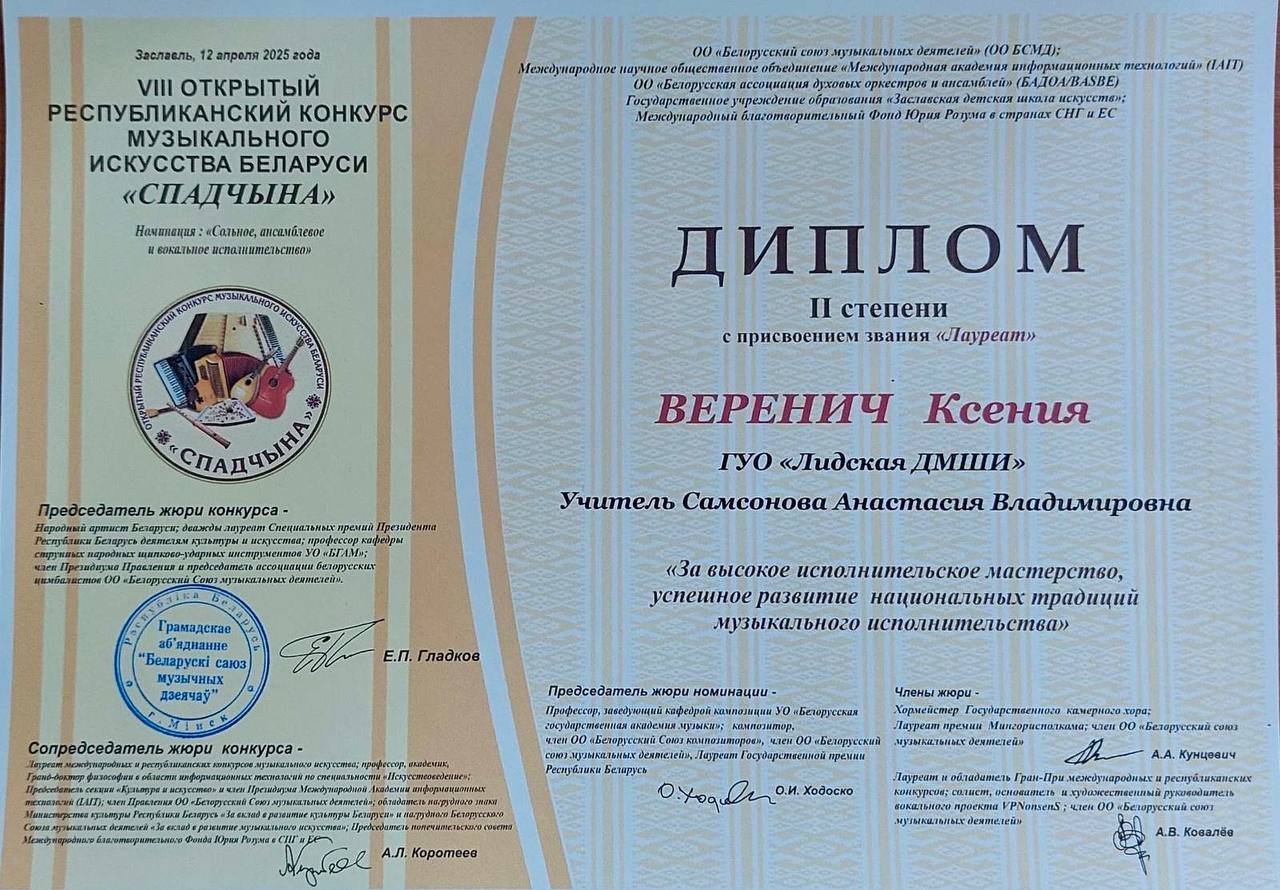 Заславль, 12 апреля 2025 года
VIII ОТКРЫТЫЙ
РЕСПУБЛИКАНСКИЙ КОНКУРС
МУЗЫКАЛЬНОГО
ИСКУССТВА БЕЛАРУСИ
«СПАДЧЫНА»
Номинация : «Сольное, ансамблевое
и вокальное исполнительство»
ОТКРЫТЫЙ РЕСПУБЛИКАНСКИЙ КОНКУРС МУЗЫКАЛЬНОГО ИСКУССТВА БЕЛАРУСИ
«СПАДЧЫНА»
Председатель жюри конкурса -
Народный артист Беларуси; дважды лауреат Специальных премий Президента
Республики Беларусь деятелям культуры и искусства; профессор кафедры
струнных народных щипково-ударных инструментов УО «БГАМ»;
член Президиума Правления и председатель ассоциации белорусских
цимбалистов ОО «Белорусский Союз музыкальных деятелей».
Рэспубліка Беларусь
Грамадскае
аб'яднанне
"Беларускі саюз
музычных
дзеячаў"
г. Мінск
Е.П. Гладков
Сопредседатель жюри конкурса -
Лауреат международных и республиканских конкурсов музыкального искусства; профессор, академик,
Гранд-доктор философии в области информационных технологий по специальности «Искусствоведение»;
Председатель секции «Культура и искусство» и член Президиума Международной Академии информационных
технологий (IAIT); член Правления ОО «Белорусский Союз музыкальных деятелей»; обладатель нагрудного знака
Министерства культуры Республики Беларусь «За вклад в развитие культуры Беларуси» и нагрудного Белорусского
Союза музыкальных деятелей «За вклад в развитие музыкального искусства»; Председатель попечительского совета
Международного благотворительного Фонда Юрия Розума в СНГ и ЕС
А.Л. Коротеев
ОО «Белорусский союз музыкальных деятелей» (ОО БСМД);
Международное научное общественное объединение «Международная академия информационных технологий» (IAIT)
ОО «Белорусская ассоциация духовых оркестров и ансамблей» (БАДОА/BASBE)
Государственное учреждение образования «Заславская детская школа искусств»;
Международный благотворительный Фонд Юрия Розума в странах СНГ и ЕС
ДИПЛОМ
II степени
с присвоением звания «Лауреат»
ВЕРЕНИЧ Ксения
ГУО «Лидская ДМШИ»
Учитель Самсонова Анастасия Владимировна
«За высокое исполнительское мастерство,
успешное развитие национальных традиций
музыкального исполнительства»
Председатель жюри номинации -
Профессор, заведующий кафедрой композиции УО «Белорусская
государственная академия музыки»; композитор,
член ОО «Белорусский Союз композиторов», член ОО «Белорусский
союз музыкальных деятелей», Лауреат Государственной премии
Республики Беларусь
О.Ходоско О.И. Ходоско
Члены жюри -
Хормейстер Государственного камерного хора;
Лауреат премии Мингорисполкома; член ОО «Белорусский союз
музыкальных деятелей»
А.А. Кунцевич
Лауреат и обладатель Гран-При международных и республиканских
конкурсов; солист, основатель и художественный руководитель
вокального проекта VPNonsenS ; член ОО «Белорусский союз
музыкальных деятелей»
А.В. Ковалёв